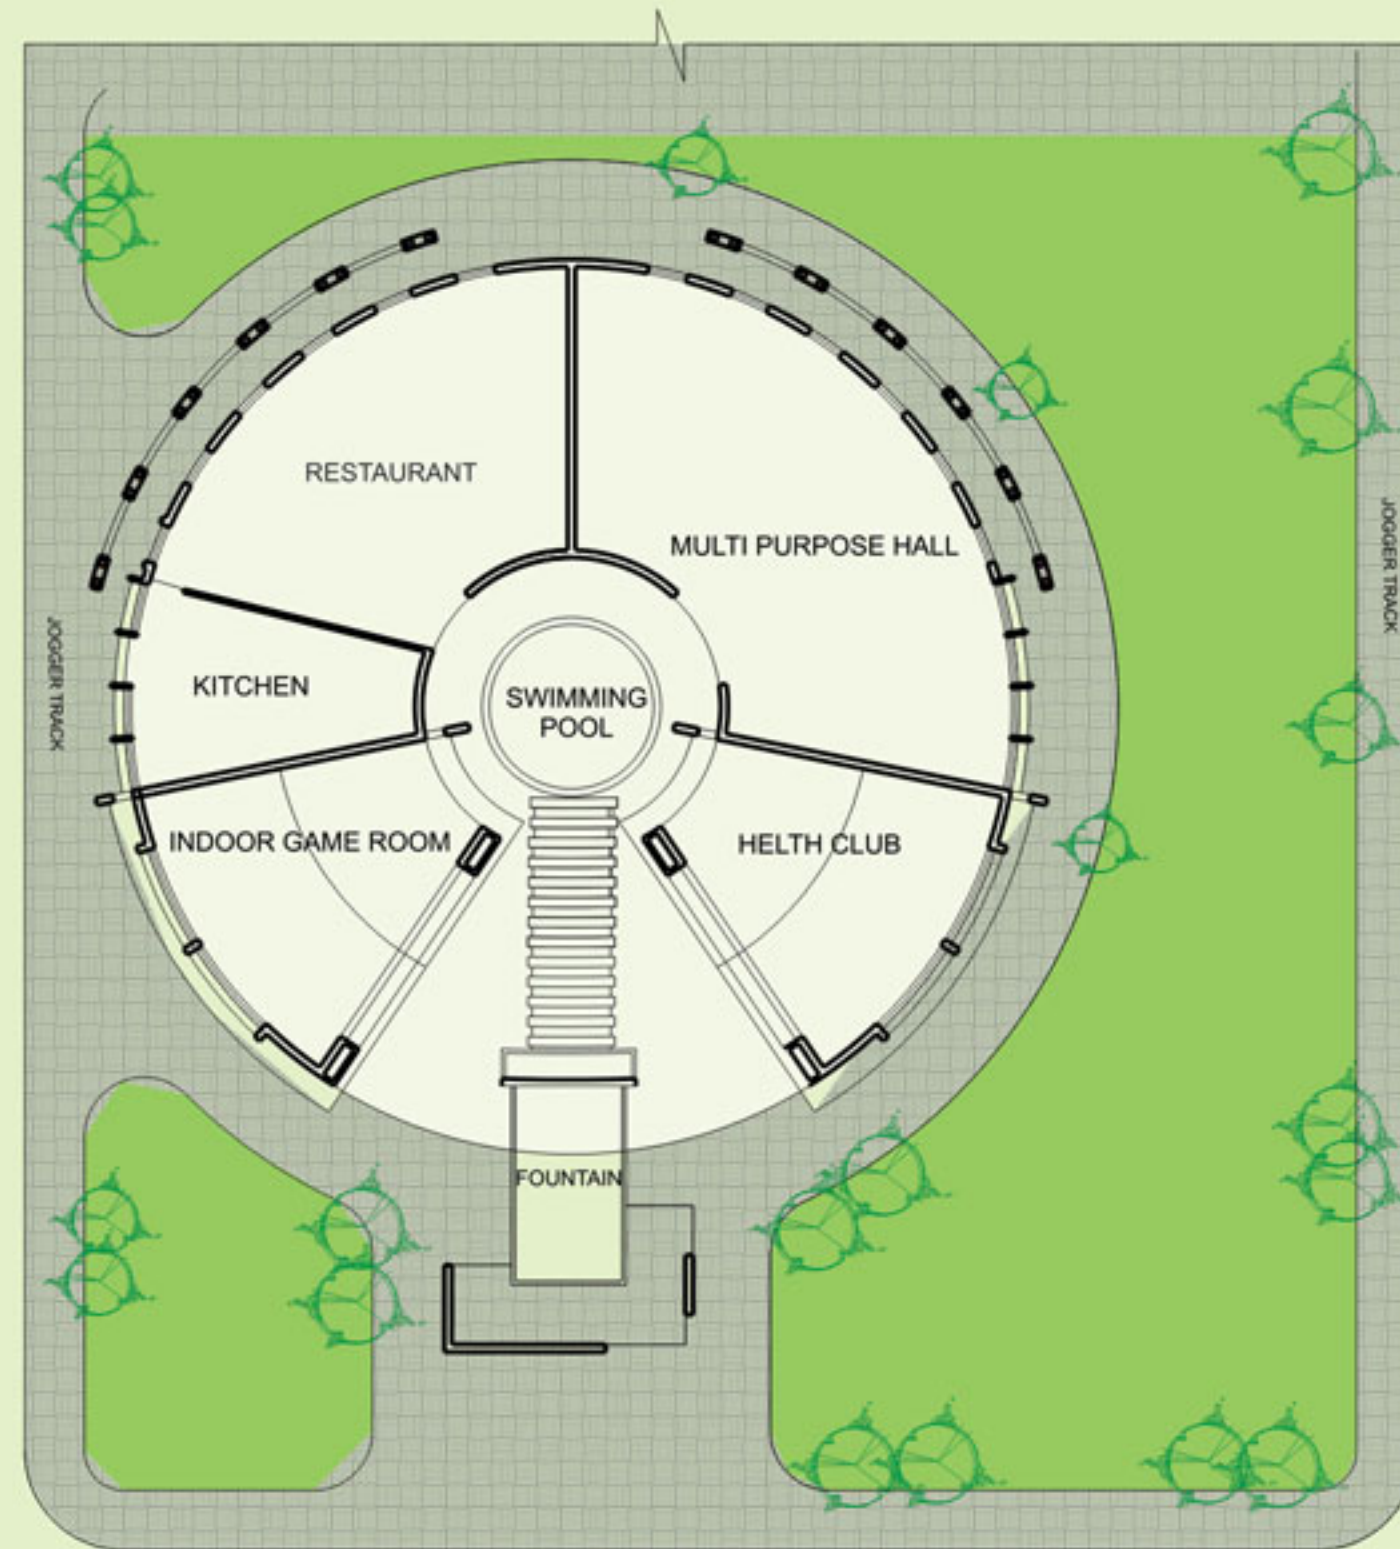 RESTAURANT
MULTI PURPOSE HALL
JOGGER TRACK
JOGGER TRACK
KITCHEN
SWIMMING
POOL
INDOOR GAME ROOM
HELTH CLUB
FOUNTAIN